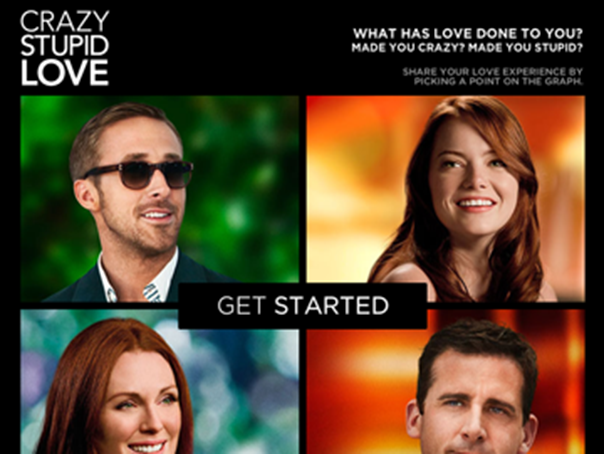 CRAZY
STUPID
LOVE
WHAT HAS LOVE DONE TO YOU?
MADE YOU CRAZY? MADE YOU STUPID?
SHARE YOUR LOVE EXPERIENCE BY
PICKING A POINT ON THE GRAPH.
GET STARTED